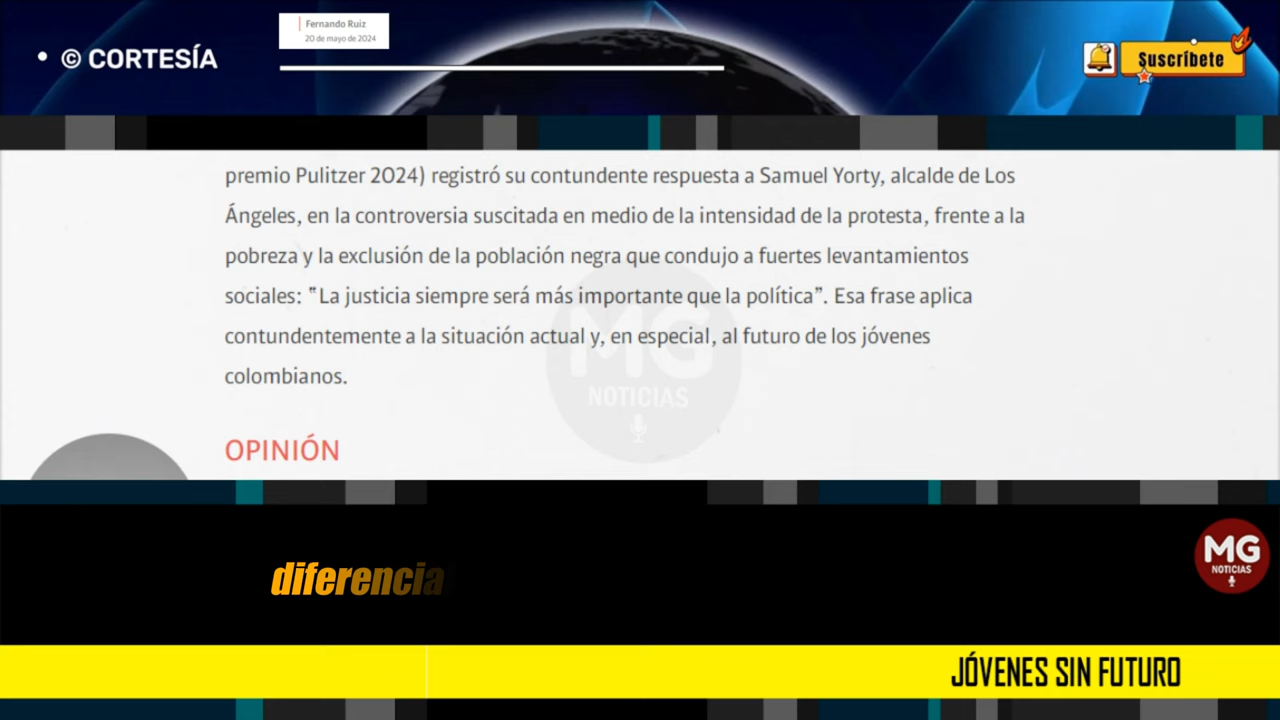 Fernando Ruiz
20 de mayo de 2024
• © CORTESÍA
Suscríbete
premio Pulitzer 2024) registró su contundente respuesta a Samuel Yorty, alcalde de Los
Ángeles, en la controversia suscitada en medio de la intensidad de la protesta, frente a la
pobreza y la exclusión de la población negra que condujo a fuertes levantamientos
sociales: “La justicia siempre será más importante que la política”. Esa frase aplica
contundentemente a la situación actual y, en especial, al futuro de los jóvenes
colombianos.
MG
NOTICIAS
OPINIÓN
diferencia
MG
NOTICIAS
JÓVENES SIN FUTURO